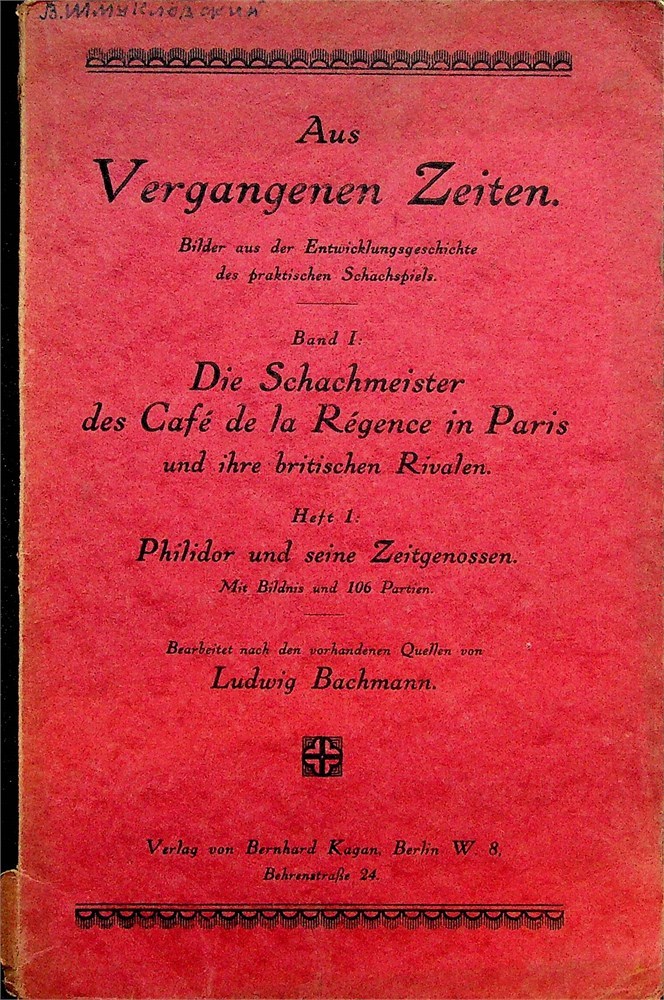 В. Шмукловский
Aus
Vergangenen Zeiten.
Bilder aus der Entwicklungsgeschichte
des praktischen Schachspiels.
Band I:
Die Schachmeister
des Café de la Régence in Paris
und ihre britischen Rivalen.
Heft 1:
Philidor und seine Zeitgenossen.
Mit Bildnis und 106 Partien.
Bearbeitet nach den vorhandenen Quellen von
Ludwig Bachmann.
Verlag von Bernhard Kagan, Berlin W. 8,
Behrenstraße 24.